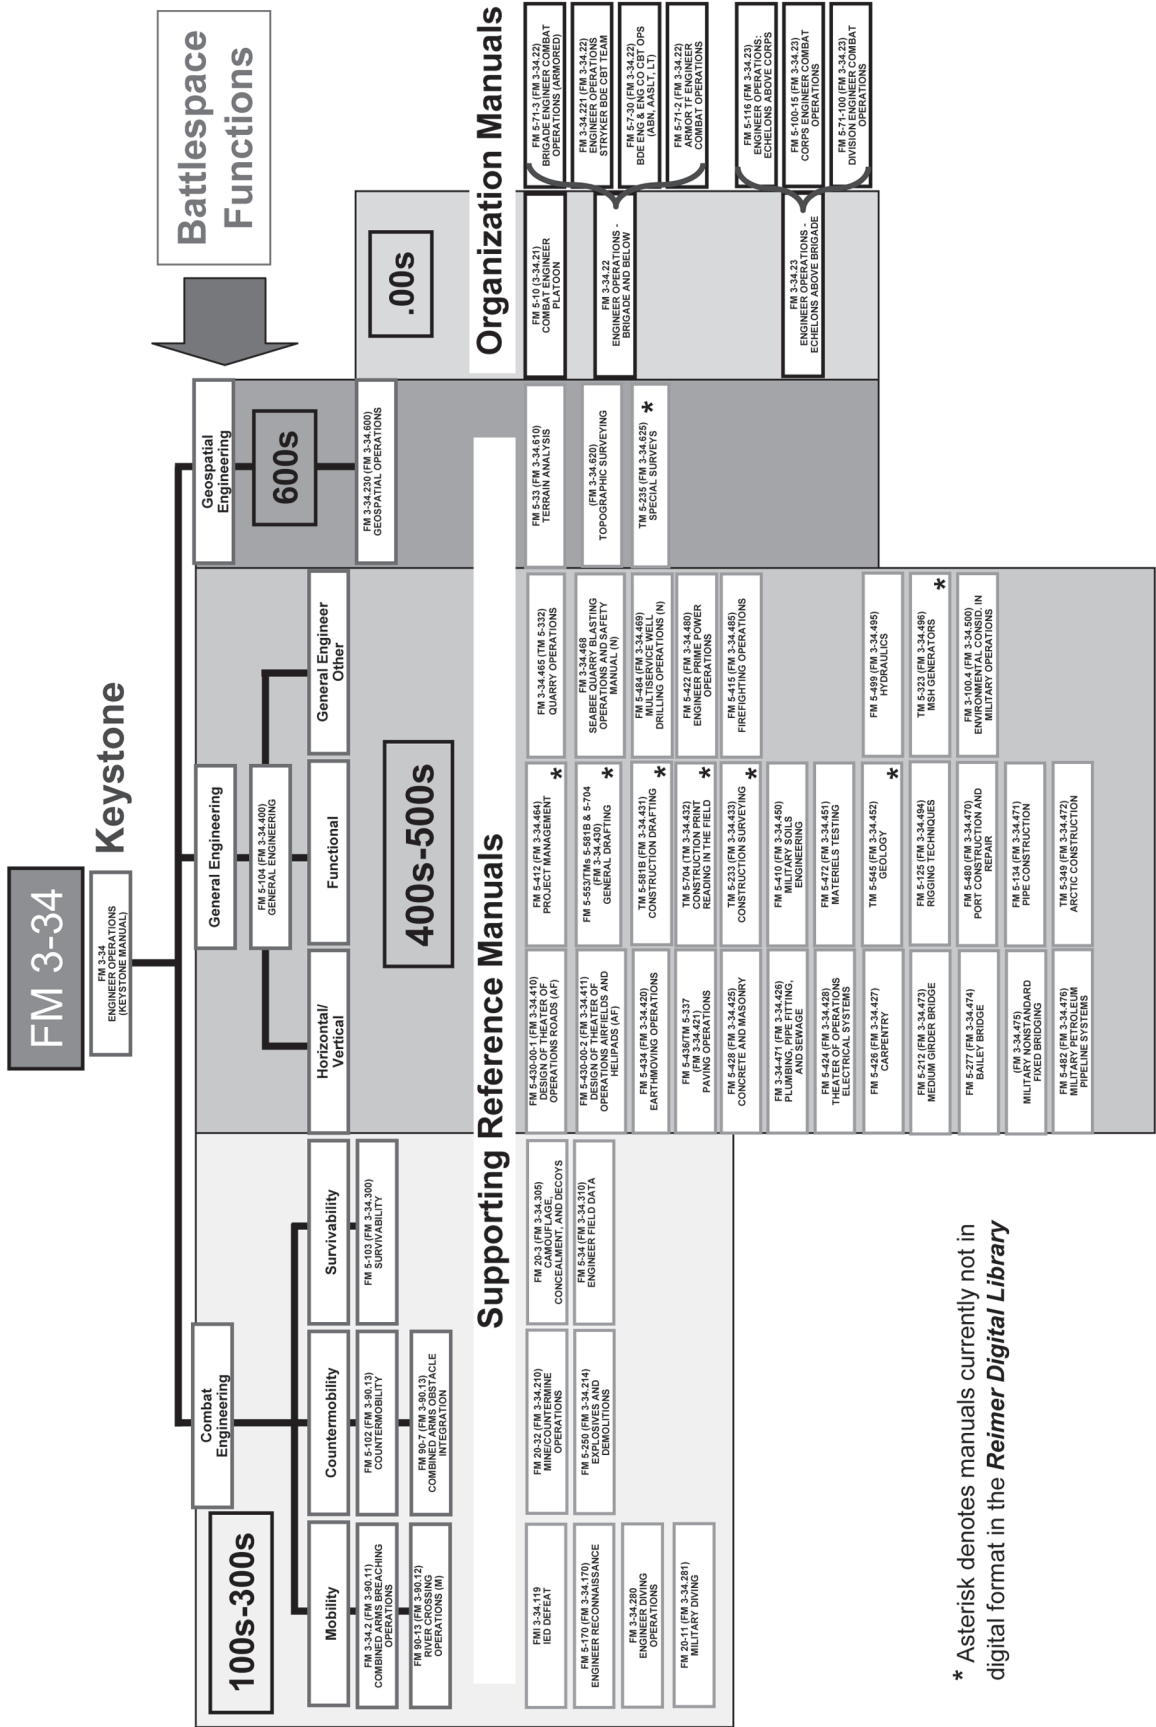 FM 3-34
FM 3-34
ENGINEER OPERATIONS
(KEYSTONE MANUAL)
Keystone
Battlespace
Functions
Combat
Engineering
100s-300s
Mobility
FM 3-34.2 (FM 3-90.11)
COMBINED ARMS BREACHING
OPERATIONS
FM 90-13 (FM 3-90.12)
RIVER CROSSING
OPERATIONS (M)
Countermobility
FM 5-102 (FM 3-90.13)
COUNTERMOBILITY
FM 90-7 (FM 3-90.13)
COMBINED ARMS OBSTACLE
INTEGRATION
Survivability
FM 5-103 (FM 3-34.300)
SURVIVABILITY
General Engineering
FM 5-104 (FM 3-34.400)
GENERAL ENGINEERING
Horizontal/
Vertical
Functional
General Engineer
Other
400s-500s
Geospatial
Engineering
600s
FM 3-34.230 (FM 3-34.600)
GEOSPATIAL OPERATIONS
.00s
Supporting Reference Manuals
Organization Manuals
FMI 3-34.119
IED DEFEAT
FM 5-170 (FM 3-34.170)
ENGINEER RECONNAISSANCE
FM 3-34.280
ENGINEER DIVING
OPERATIONS
FM 20-11 (FM 3-34.281)
MILITARY DIVING
FM 20-32 (FM 3-34.210)
MINE/COUNTERMINE
OPERATIONS
FM 5-250 (FM 3-34.214)
EXPLOSIVES AND
DEMOLITIONS
FM 20-3 (FM 3-34.305)
CAMOUFLAGE,
CONCEALMENT, AND DECOYS
FM 5-34 (FM 3-34.310)
ENGINEER FIELD DATA
FM 5-430-00-1 (FM 3-34.410)
DESIGN OF THEATER OF
OPERATIONS ROADS (AF)
FM 5-430-00-2 (FM 3-34.411)
DESIGN OF THEATER OF
OPERATIONS AIRFIELDS AND
HELIPADS (AF)
FM 5-434 (FM 3-34.420)
EARTHMOVING OPERATIONS
FM 5-436/TM 5-337
(FM 3-34.421)
PAVING OPERATIONS
FM 5-428 (FM 3-34.425)
CONCRETE AND MASONRY
FM 3-34-471 (FM 3-34.426)
PLUMBING, PIPE FITTING,
AND SEWAGE
FM 5-424 (FM 3-34.428)
THEATER OF OPERATIONS
ELECTRICAL SYSTEMS
FM 5-426 (FM 3-34.427)
CARPENTRY
FM 5-212 (FM 3-34.473)
MEDIUM GIRDER BRIDGE
FM 5-277 (FM 3-34.474)
BAILEY BRIDGE
(FM 3-34.475)
MILITARY NONSTANDARD
FIXED BRIDGING
FM 5-482 (FM 3-34.476)
MILITARY PETROLEUM
PIPELINE SYSTEMS
FM 5-412 (FM 3-34.464)
PROJECT MANAGEMENT *
FM 5-553/TMs 5-581B & 5-704
(FM 3-34.430)
GENERAL DRAFTING *
TM 5-581B (FM 3-34.431)
CONSTRUCTION DRAFTING *
TM 5-704 (TM 3-34.432)
CONSTRUCTION PRINT
READING IN THE FIELD *
TM 5-233 (FM 3-34.433)
CONSTRUCTION SURVEYING *
FM 5-410 (FM 3-34.450)
MILITARY SOILS
ENGINEERING
FM 5-472 (FM 3-34.451)
MATERIELS TESTING
TM 5-545 (FM 3-34.452)
GEOLOGY *
FM 5-125 (FM 3-34.494)
RIGGING TECHNIQUES
FM 5-480 (FM 3-34.470)
PORT CONSTRUCTION AND
REPAIR
FM 5-134 (FM 3-34.471)
PIPE CONSTRUCTION
TM 5-349 (FM 3-34.472)
ARCTIC CONSTRUCTION
FM 3-34.465 (TM 5-332)
QUARRY OPERATIONS
FM 3-34.468
SEABEE QUARRY BLASTING
OPERATIONS AND SAFETY
MANUAL (N)
FM 5-484 (FM 3-34.469)
MULTISERVICE WELL
DRILLING OPERATIONS (N)
FM 5-422 (FM 3-34.480)
ENGINEER PRIME POWER
OPERATIONS
FM 5-415 (FM 3-34.485)
FIREFIGHTING OPERATIONS
FM 5-499 (FM 3-34.495)
HYDRAULICS
TM 5-323 (FM 3-34.496)
MSH GENERATORS *
FM 3-100.4 (FM 3-34.500)
ENVIRONMENTAL CONSID. IN
MILITARY OPERATIONS
FM 5-33 (FM 3-34.610)
TERRAIN ANALYSIS
(FM 3-34.620)
TOPOGRAPHIC SURVEYING
TM 5-235 (FM 3-34.625)
SPECIAL SURVEYS *
FM 5-10 (3-34.21)
COMBAT ENGINEER
PLATOON
FM 3-34.22
ENGINEER OPERATIONS -
BRIGADE AND BELOW
FM 3-34.23
ENGINEER OPERATIONS -
ECHELONS ABOVE BRIGADE
FM 5-71-3 (FM 3-34.22)
BRIGADE ENGINEER COMBAT
OPERATIONS (ARMORED)
FM 3-34.221 (FM 3-34.22)
ENGINEER OPERATIONS
STRYKER BDE CBT TEAM
FM 5-7-30 (FM 3-34.22)
BDE ENG & ENG CO CBT OPS
(ABN, AASLT, LT)
FM 5-71-2 (FM 3-34.22)
ARMOR TF ENGINEER
COMBAT OPERATIONS
FM 5-116 (FM 3-34.23)
ENGINEER OPERATIONS:
ECHELONS ABOVE CORPS
FM 5-100-15 (FM 3-34.23)
CORPS ENGINEER COMBAT
OPERATIONS
FM 5-71-100 (FM 3-34.23)
DIVISION ENGINEER COMBAT
OPERATIONS
* Asterisk denotes manuals currently not in
digital format in the Reimer Digital Library